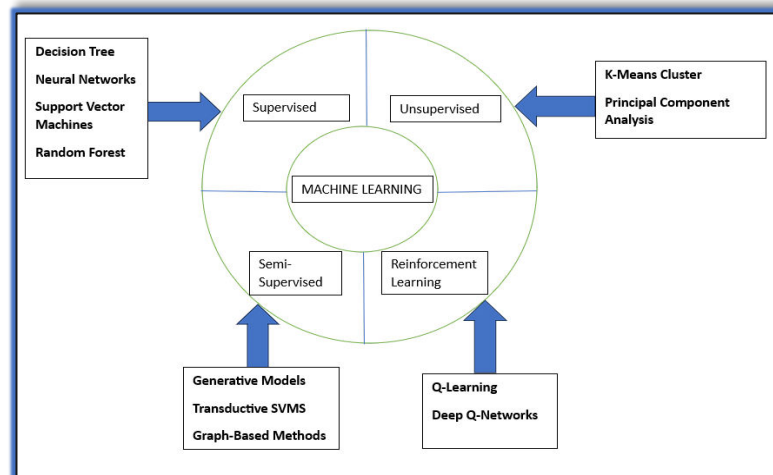 Decision Tree
Neural Networks
Support Vector
Machines
Random Forest
Supervised
Unsupervised
K-Means Cluster
Principal Component
Analysis
MACHINE LEARNING
Semi-
Supervised
Reinforcement
Learning
Generative Models
Transductive SVMS
Graph-Based Methods
Q-Learning
Deep Q-Networks